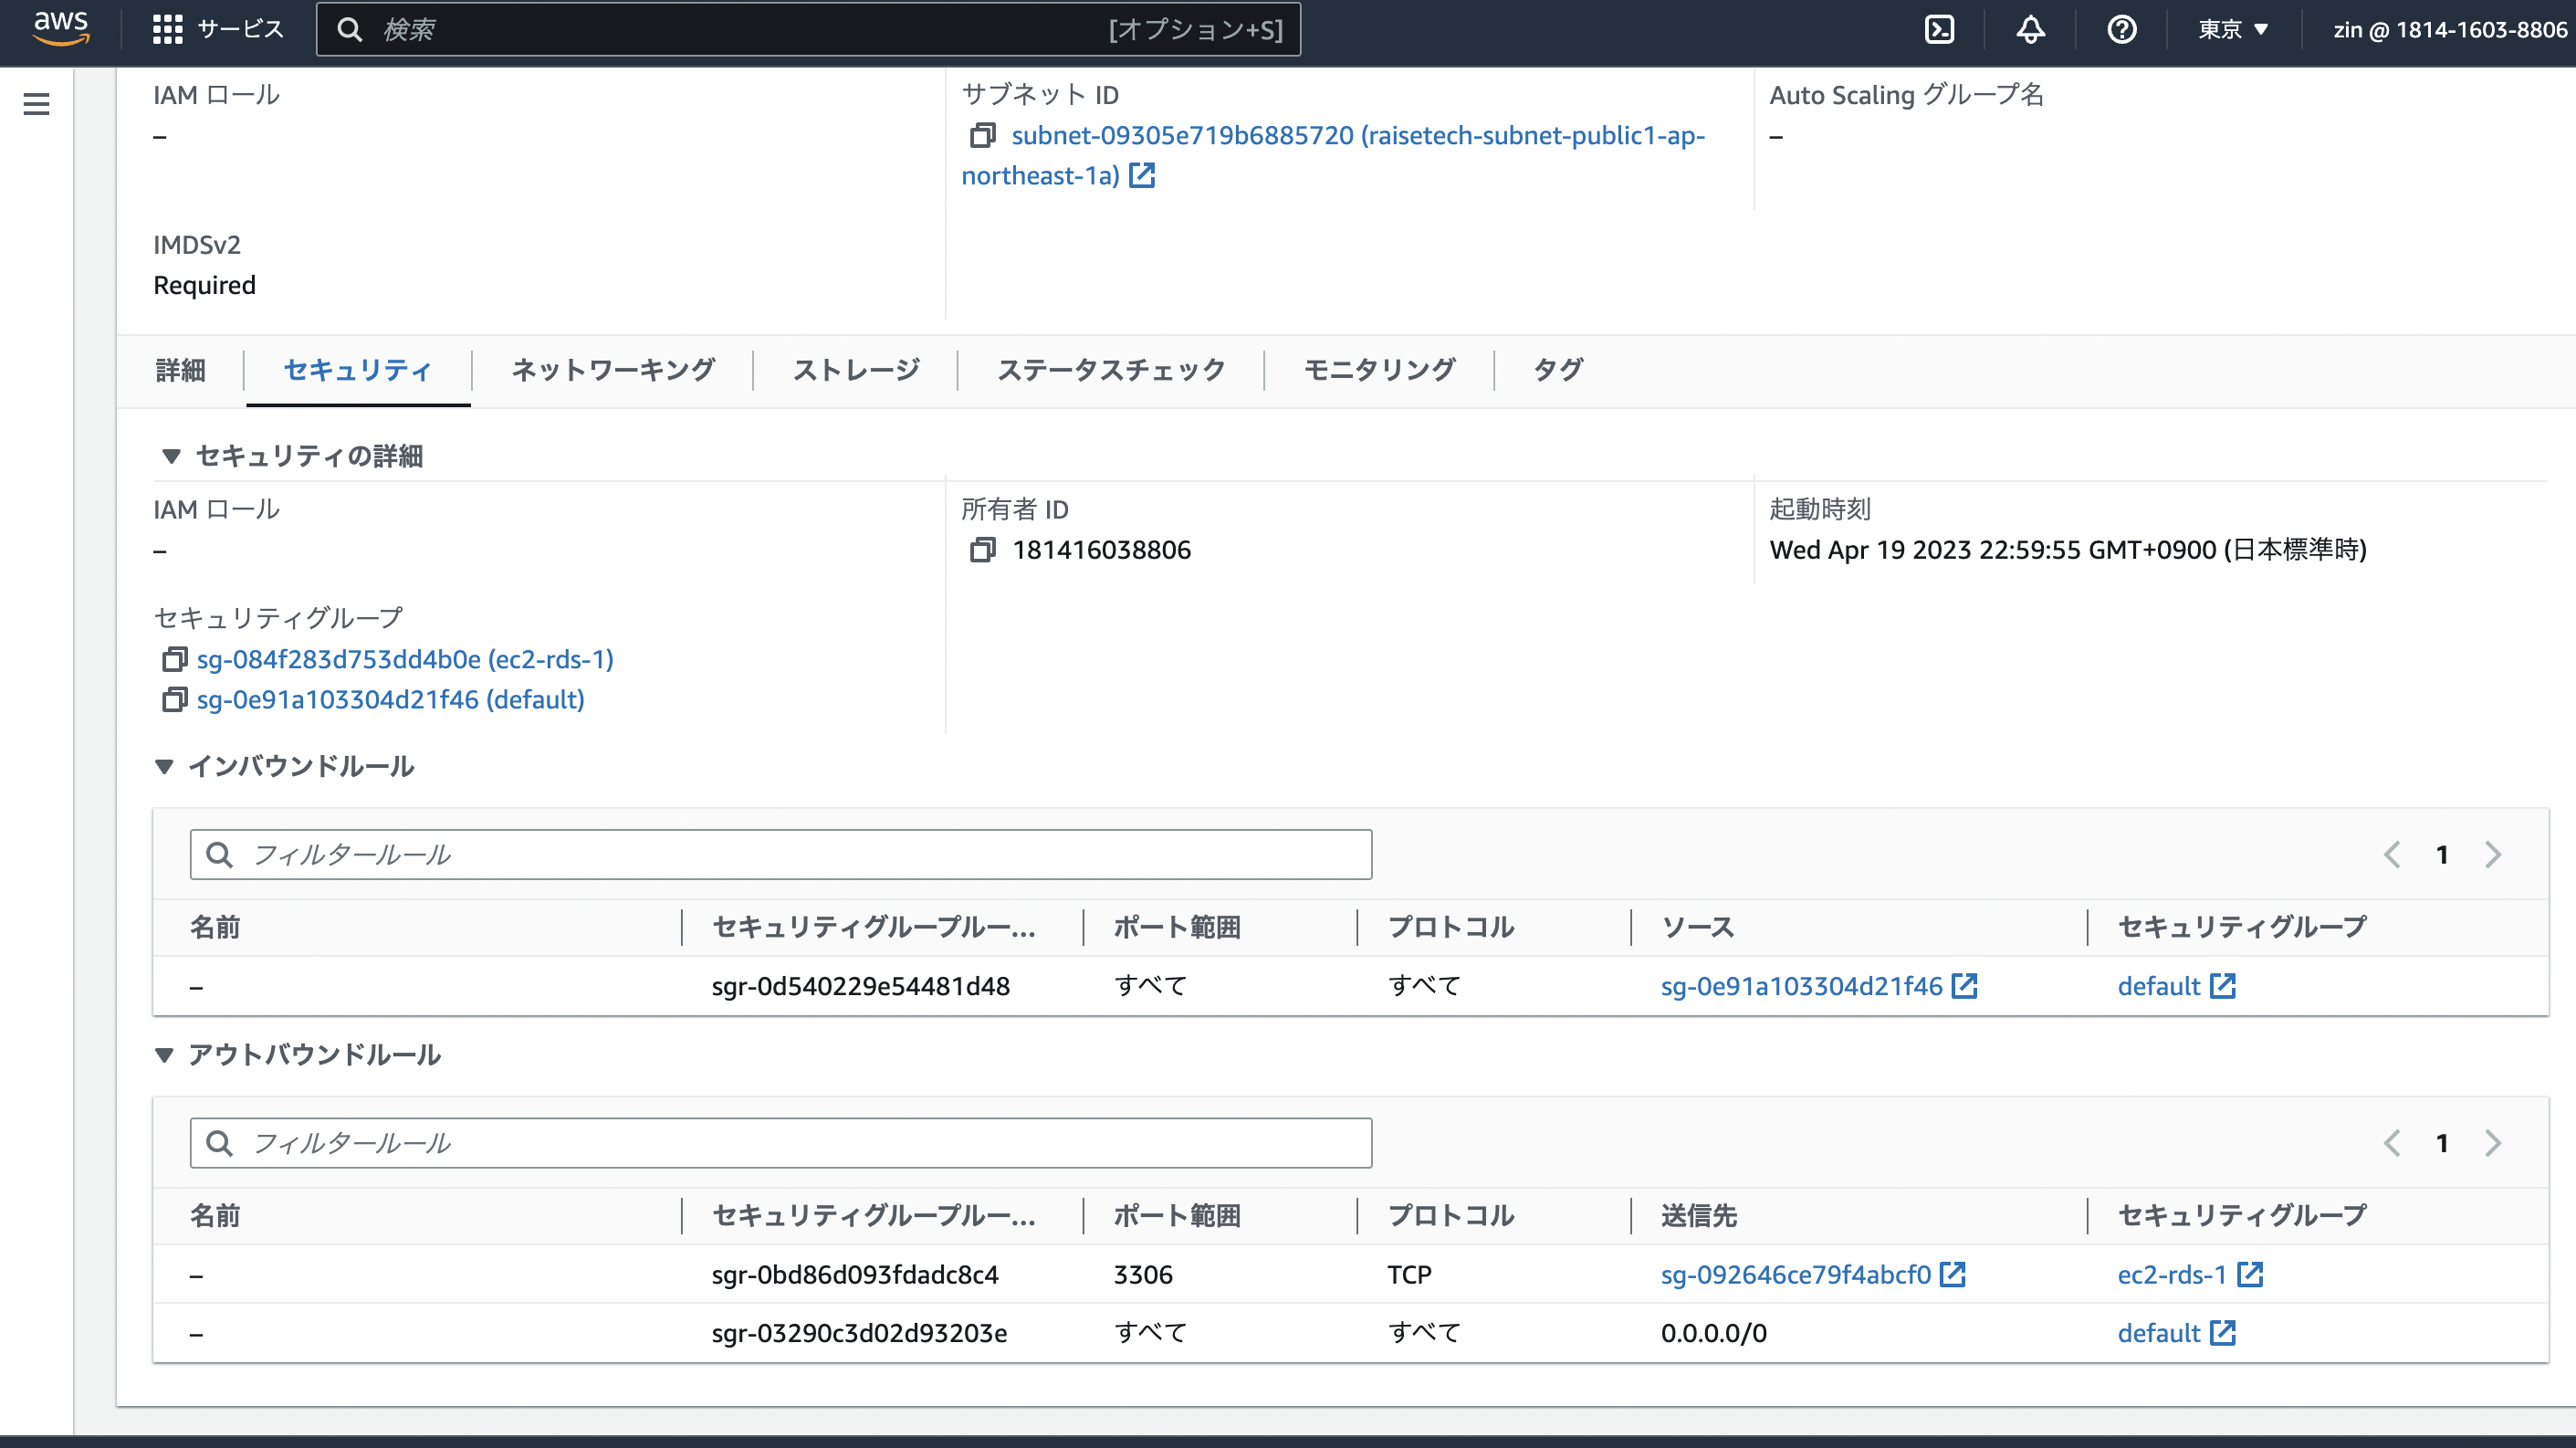 aws サービス 検索 [オプション+S] 東京 ▼ zin @ 1814-1603-8806
IAM ロール
–
サブネット ID
subnet-09305e719b6885720 (raisetech-subnet-public1-ap-
northeast-1a)
Auto Scaling グループ名
–
IMDSv2
Required
詳細 セキュリティ ネットワーキング ストレージ ステータスチェック モニタリング タグ
▼ セキュリティの詳細
IAM ロール
–
所有者 ID
181416038806
起動時刻
Wed Apr 19 2023 22:59:55 GMT+0900 (日本標準時)
セキュリティグループ
sg-084f283d753dd4b0e (ec2-rds-1)
sg-0e91a103304d21f46 (default)
▼ インバウンドルール
フィルタールール 1
名前 セキュリティグループルー... ポート範囲 プロトコル ソース セキュリティグループ
– sgr-0d540229e54481d48 すべて すべて sg-0e91a103304d21f46 default
▼ アウトバウンドルール
フィルタールール 1
名前 セキュリティグループルー... ポート範囲 プロトコル 送信先 セキュリティグループ
– sgr-0bd86d093fdadc8c4 3306 TCP sg-092646ce79f4abcf0 ec2-rds-1
– sgr-03290c3d02d93203e すべて すべて 0.0.0.0/0 default